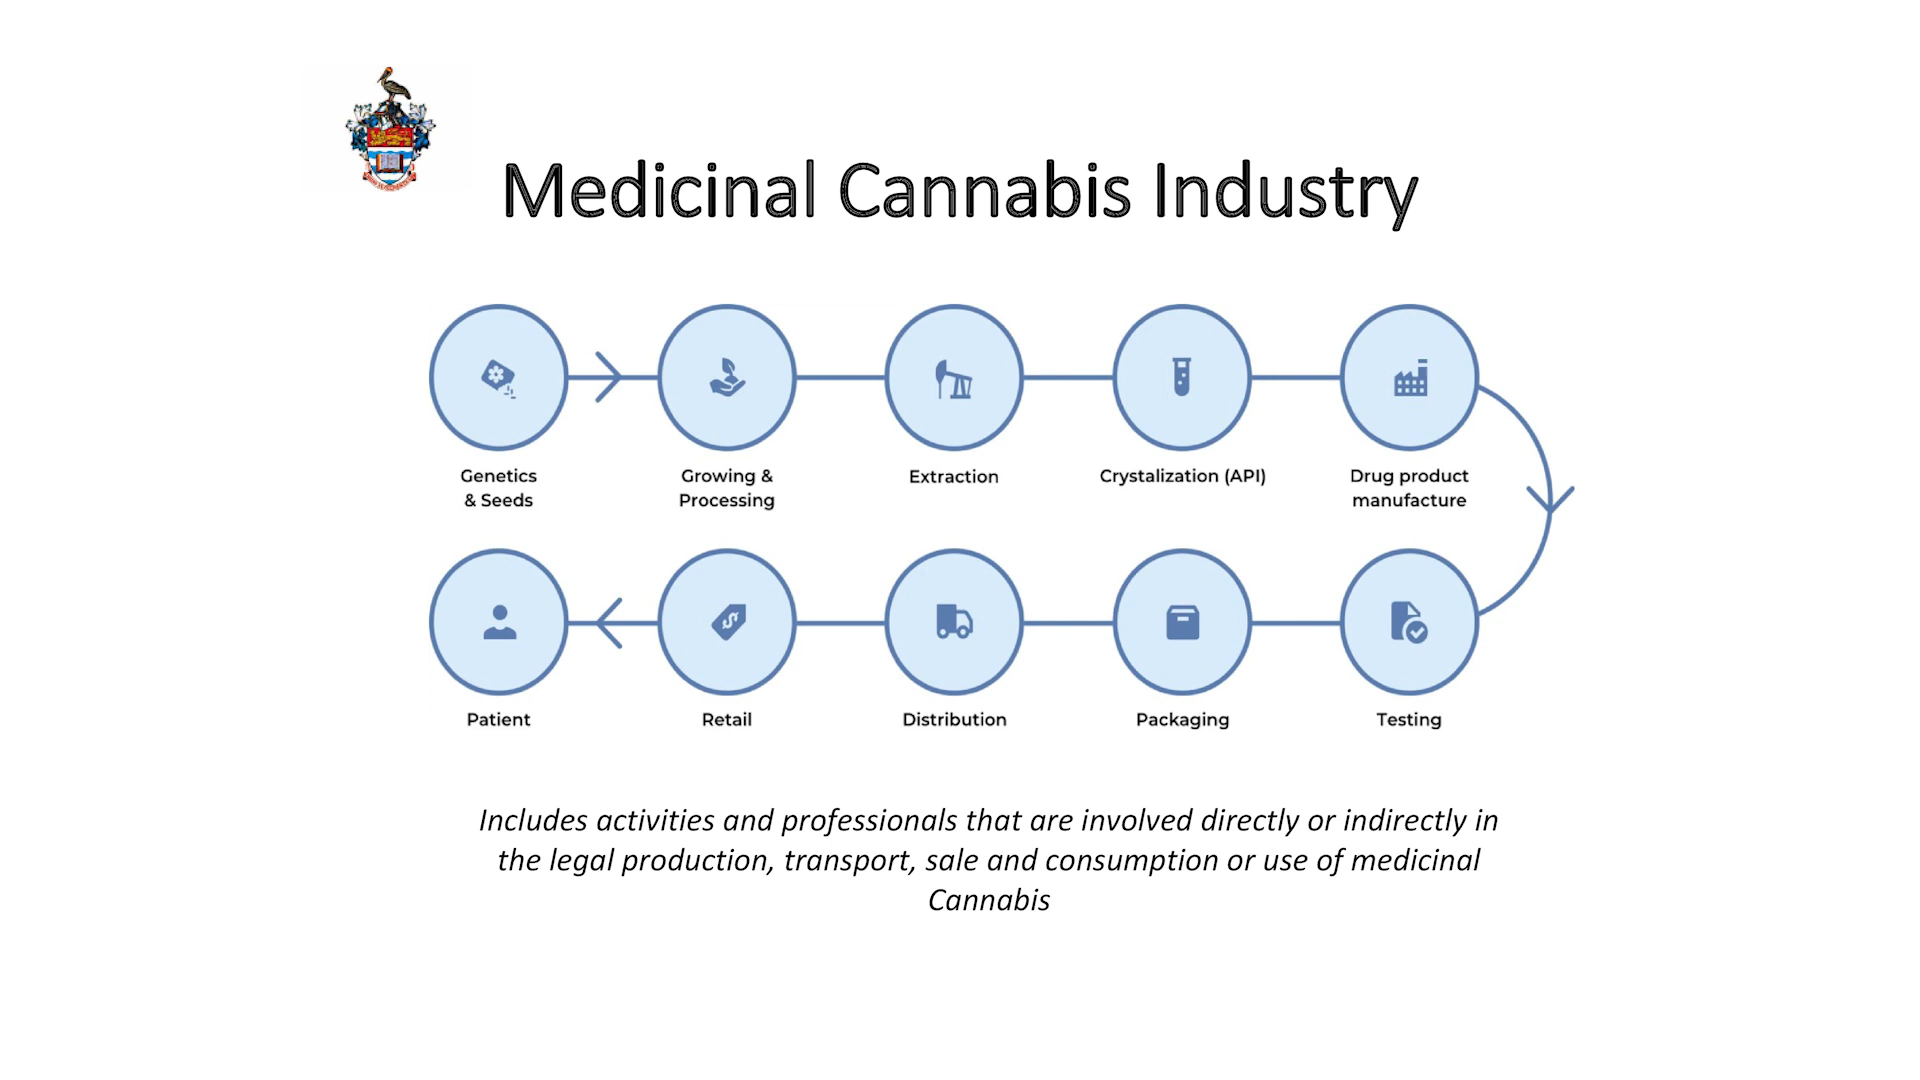 Medicinal Cannabis Industry
Genetics
& Seeds
Growing &
Processing
Extraction
Crystalization (API)
Drug product
manufacture
Patient
Retail
Distribution
Packaging
Testing
Includes activities and professionals that are involved directly or indirectly in
the legal production, transport, sale and consumption or use of medicinal
Cannabis